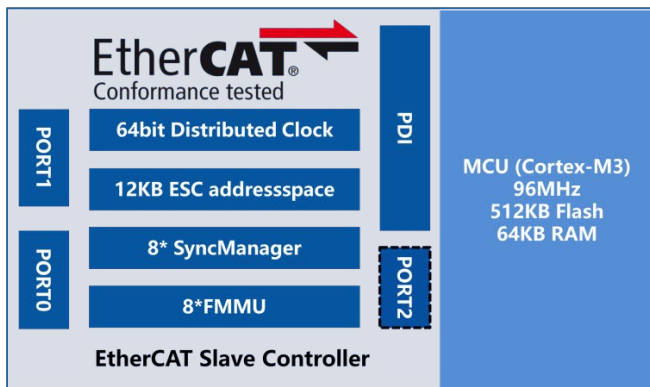 EtherCAT®
Conformance tested
PORT1
64bit Distributed Clock
12KB ESC addressspace
PORT0
8* SyncManager
8*FMMU
PDI
PORT2
EtherCAT Slave Controller
MCU (Cortex-M3)
96MHz
512KB Flash
64KB RAM